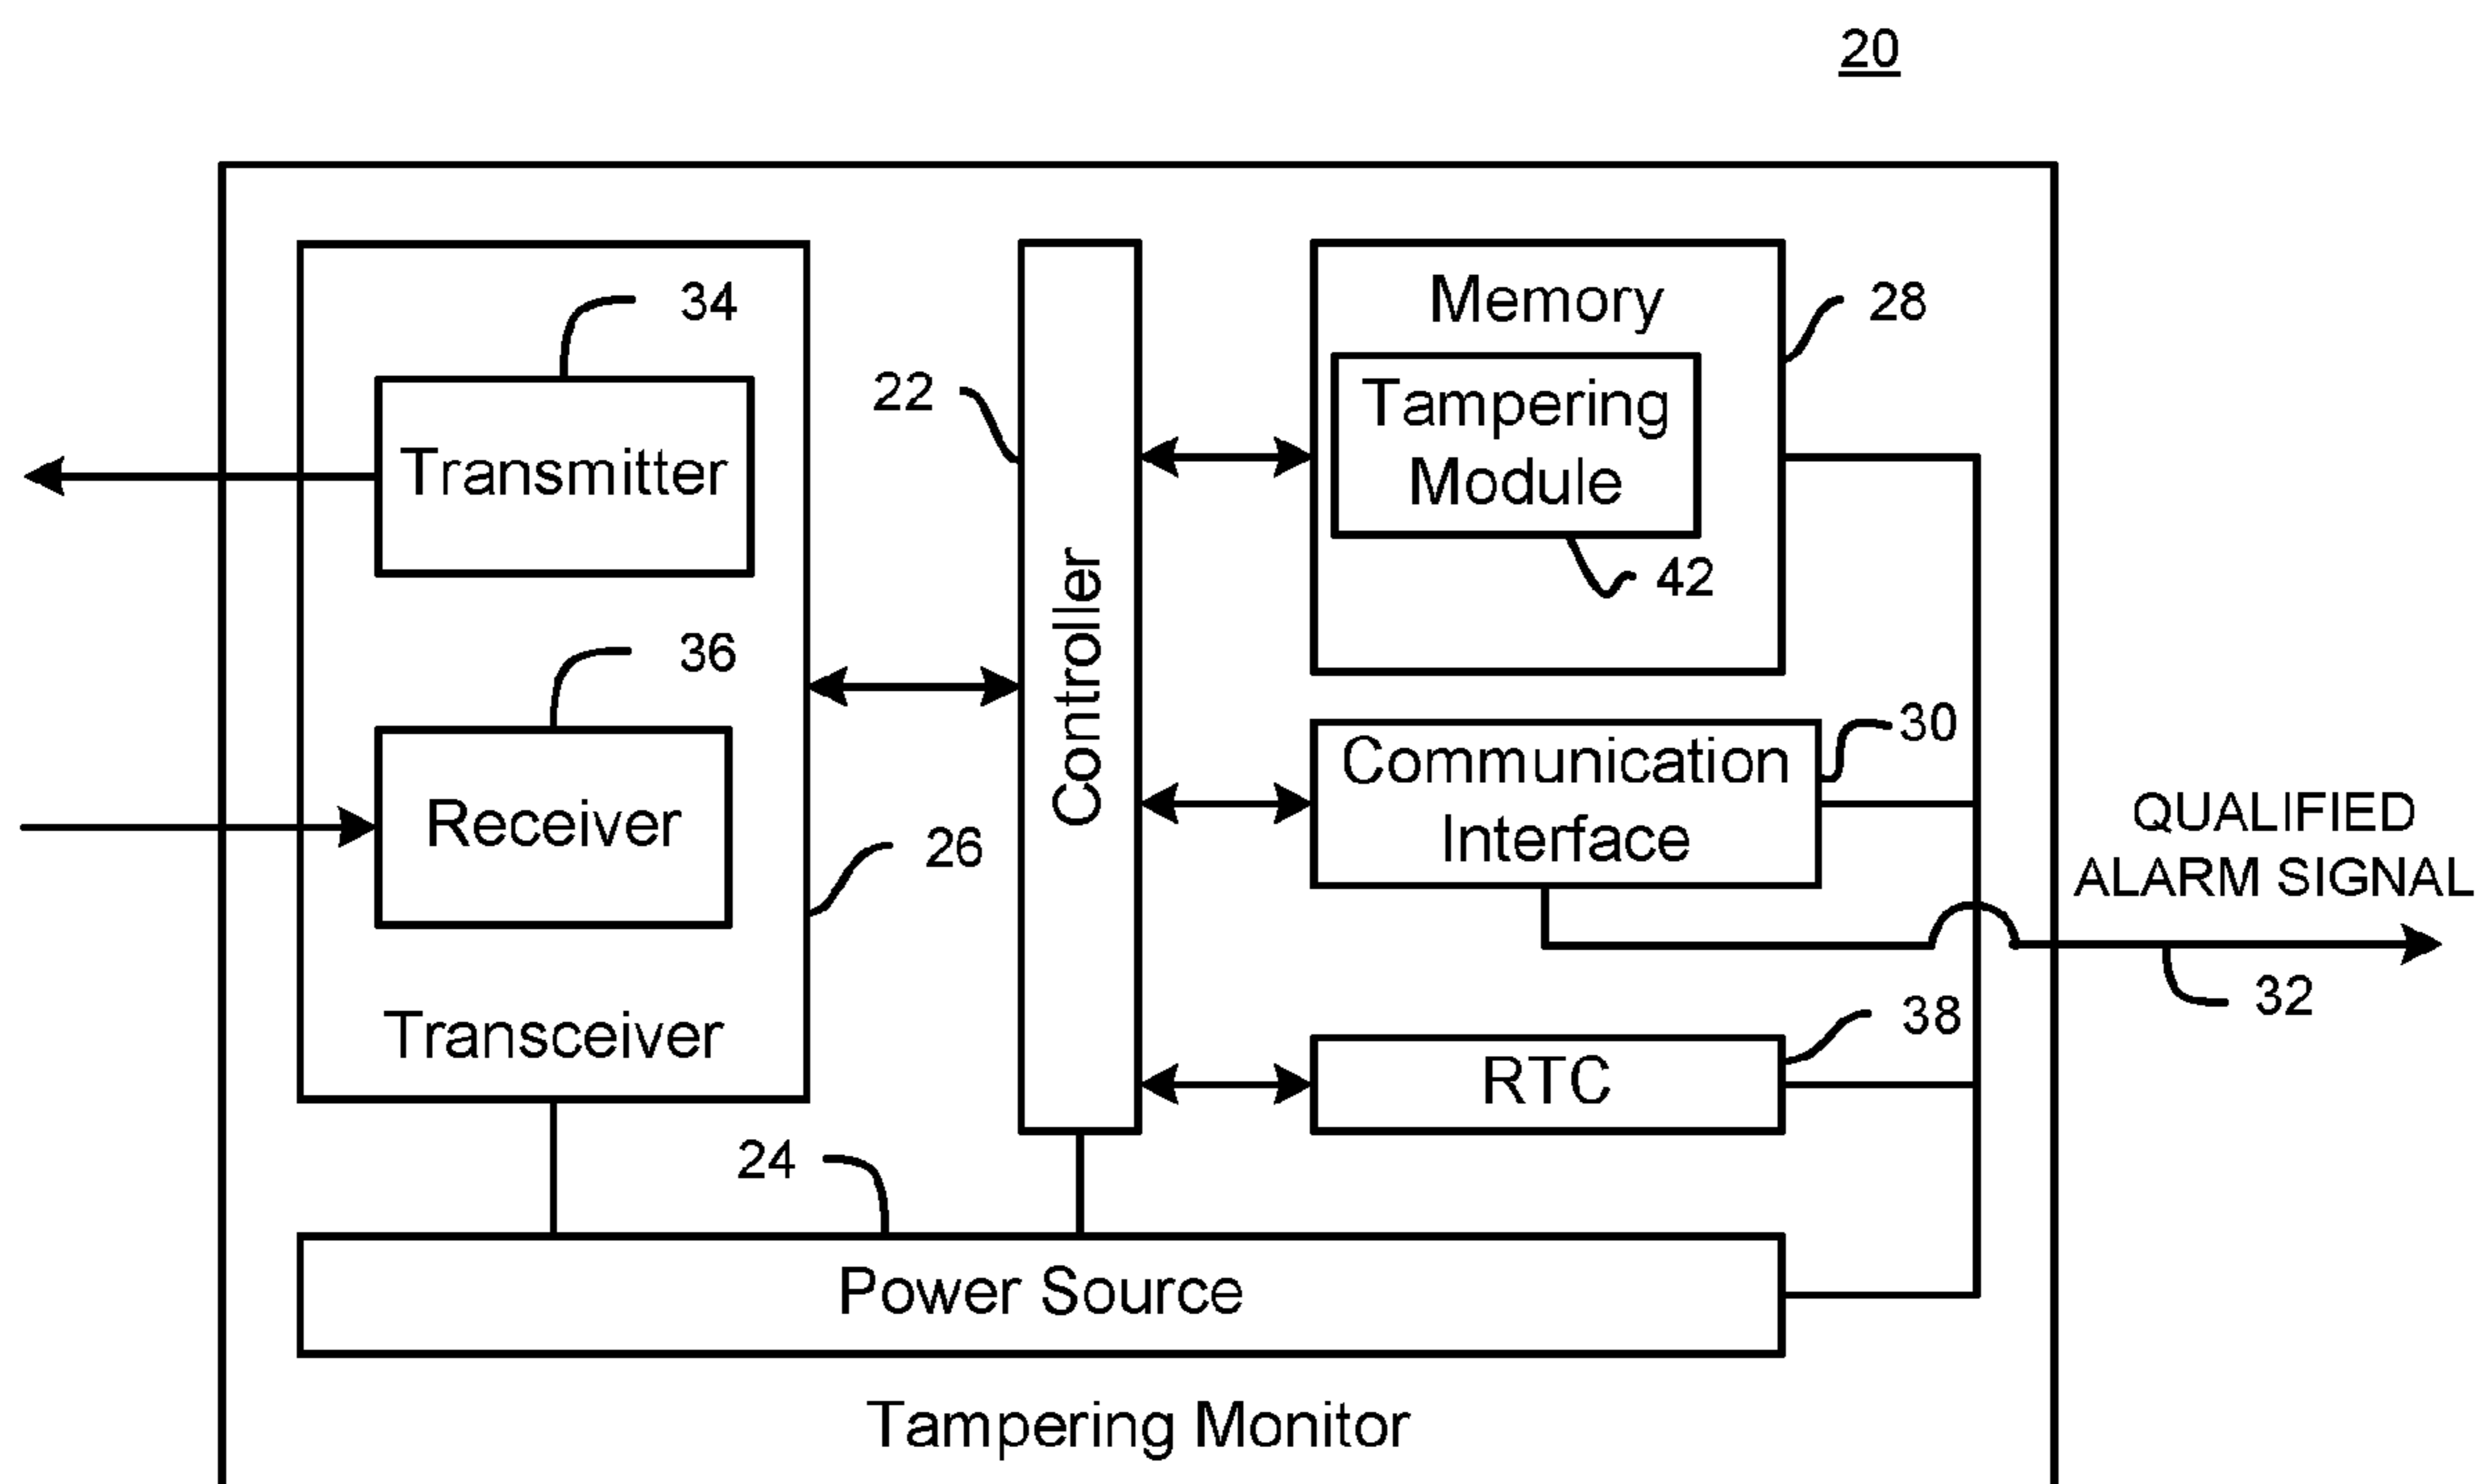 20
34
Transmitter
36
Receiver
26
Transceiver
22
Controller
Memory
28
Tampering
Module
42
Communication
Interface
30
QUALIFIED
ALARM SIGNAL
32
RTC
38
24
Power Source
Tampering Monitor